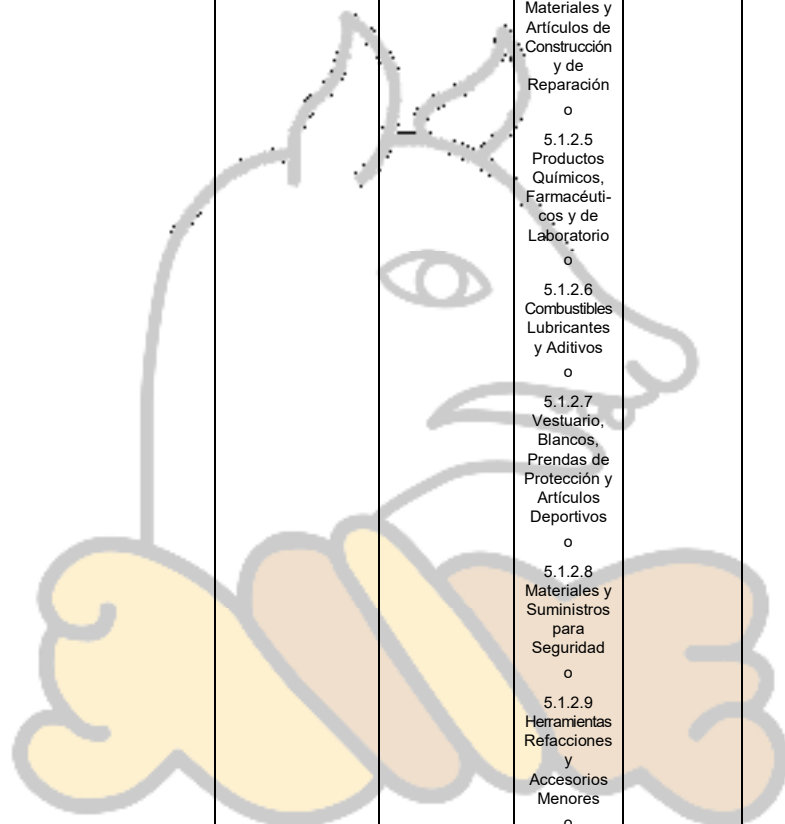 Materiales y
Artículos de
Construcción
y de
Reparación
o
5.1.2.5
Productos
Químicos,
Farmacéuti-
cos y de
Laboratorio
o
5.1.2.6
Combustibles
Lubricantes
y Aditivos
o
5.1.2.7
Vestuario,
Blancos,
Prendas de
Protección y
Artículos
Deportivos
o
5.1.2.8
Materiales y
Suministros
para
Seguridad
o
5.1.2.9
Herramientas
Refacciones
y
Accesorios
Menores
o